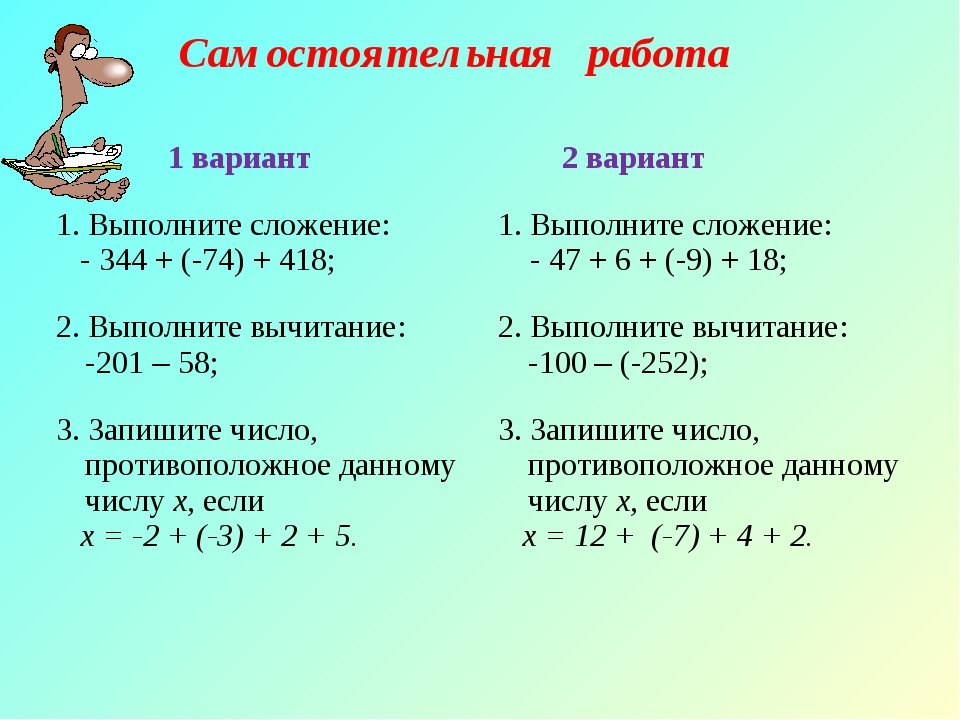 Самостоятельная работа
1 вариант
1. Выполните сложение:
- 344 + (-74) + 418;
2. Выполните вычитание:
-201 – 58;
3. Запишите число,
противоположное данному
числу х, если
х = -2 + (-3) + 2 + 5.
2 вариант
1. Выполните сложение:
- 47 + 6 + (-9) + 18;
2. Выполните вычитание:
-100 – (-252);
3. Запишите число,
противоположное данному
числу х, если
х = 12 + (-7) + 4 + 2.